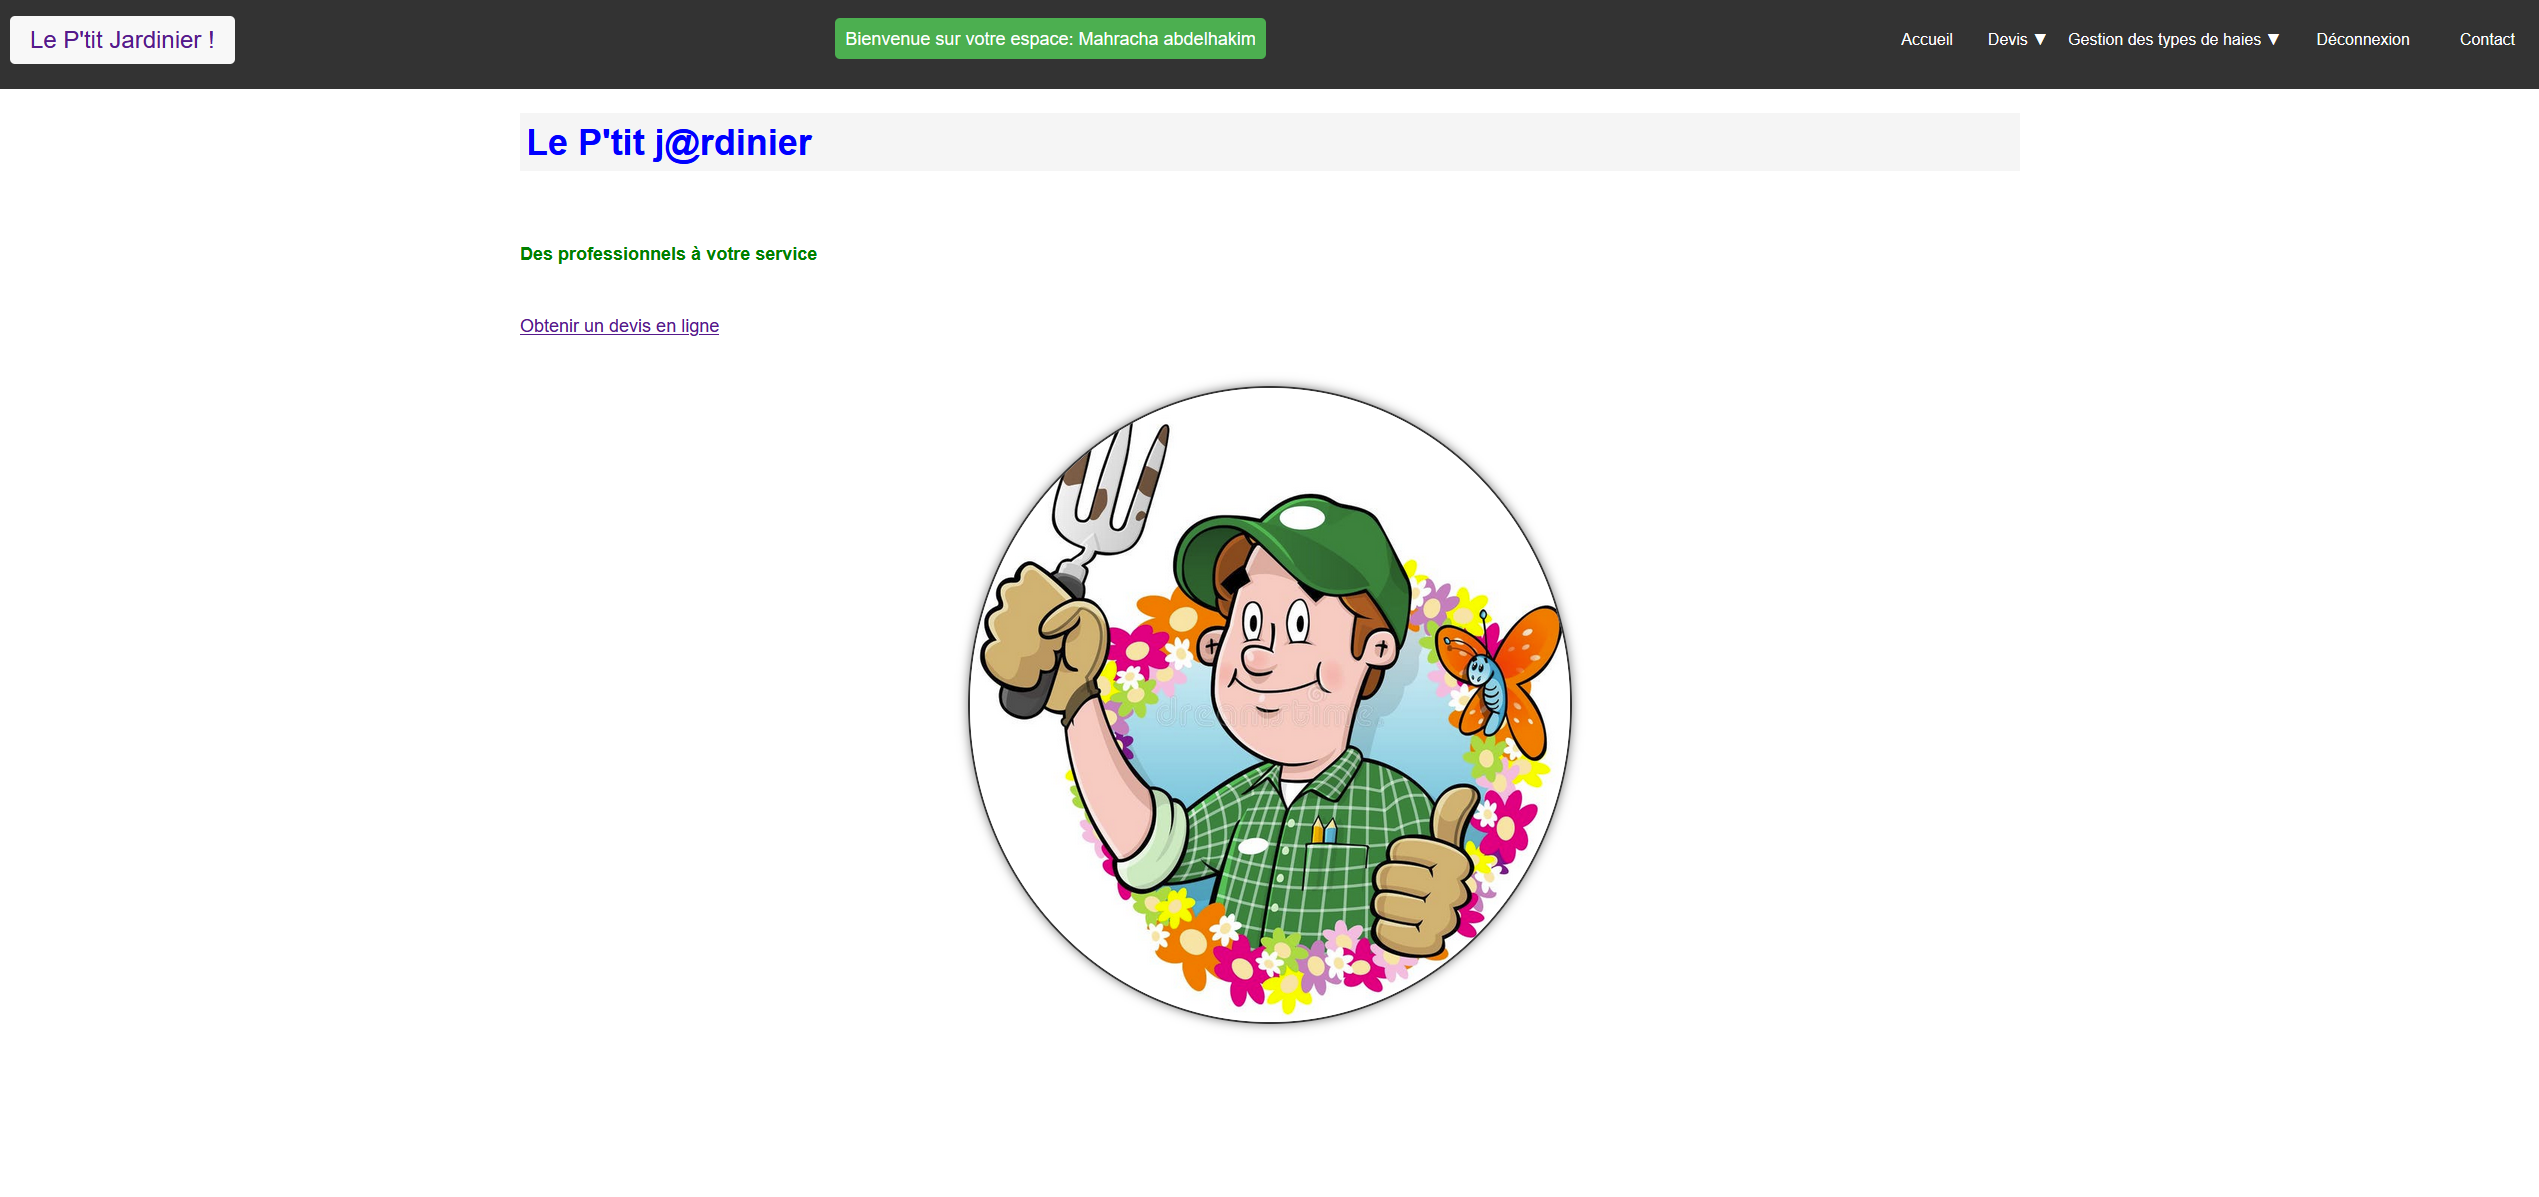 Le P'tit Jardinier !
Bienvenue sur votre espace: Mahracha abdelhakim
Accueil
Devis ▼
Gestion des types de haies ▼
Déconnexion
Contact
Le P'tit j@rdinier
Des professionnels à votre service
Obtenir un devis en ligne
dreamstime